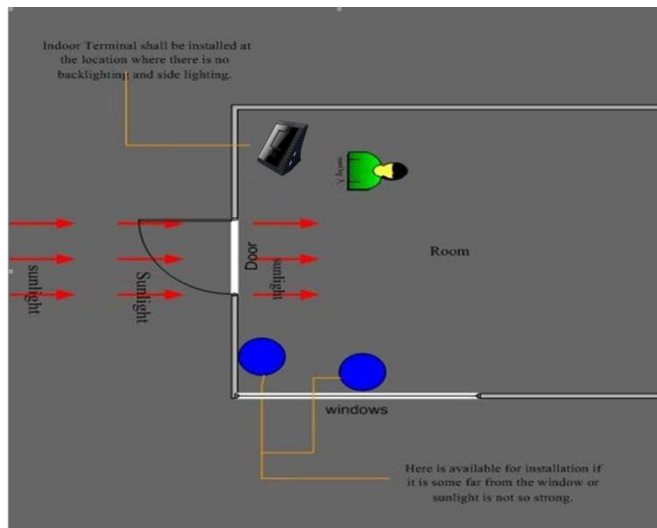 Indoor Terminal shall be installed at
the location where there is no
backlighting and side lighting.
sunlight
Sunlight
Door
sunlight
Room
windows
Here is available for installation if
it is some far from the window or
sunlight is not so strong.